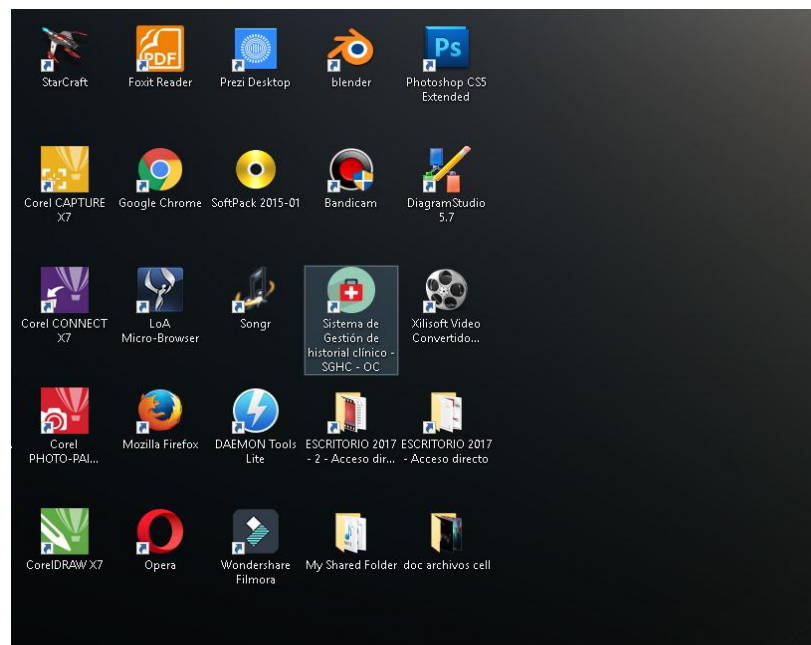 StarCraft
Foxit Reader
Prezi Desktop
blender
Ps
Photoshop CS5
Extended
PDF
Corel CAPTURE
X7
Google Chrome
SoftPack 2015-01
Bandicam
DiagramStudio
5.7
Corel CONNECT
X7
LoA
Micro-Browser
Songr
Sistema de
Gestión de
historial clínico -
SGHC - OC
Xilisoft Video
Convertido...
Corel
PHOTO-PAI...
Mozilla Firefox
DAEMON Tools
Lite
ESCRITORIO 2017
- 2 - Acceso dir...
ESCRITORIO 2017
- Acceso directo
CorelDRAW X7
Opera
Wondershare
Filmora
My Shared Folder
doc archivos cell